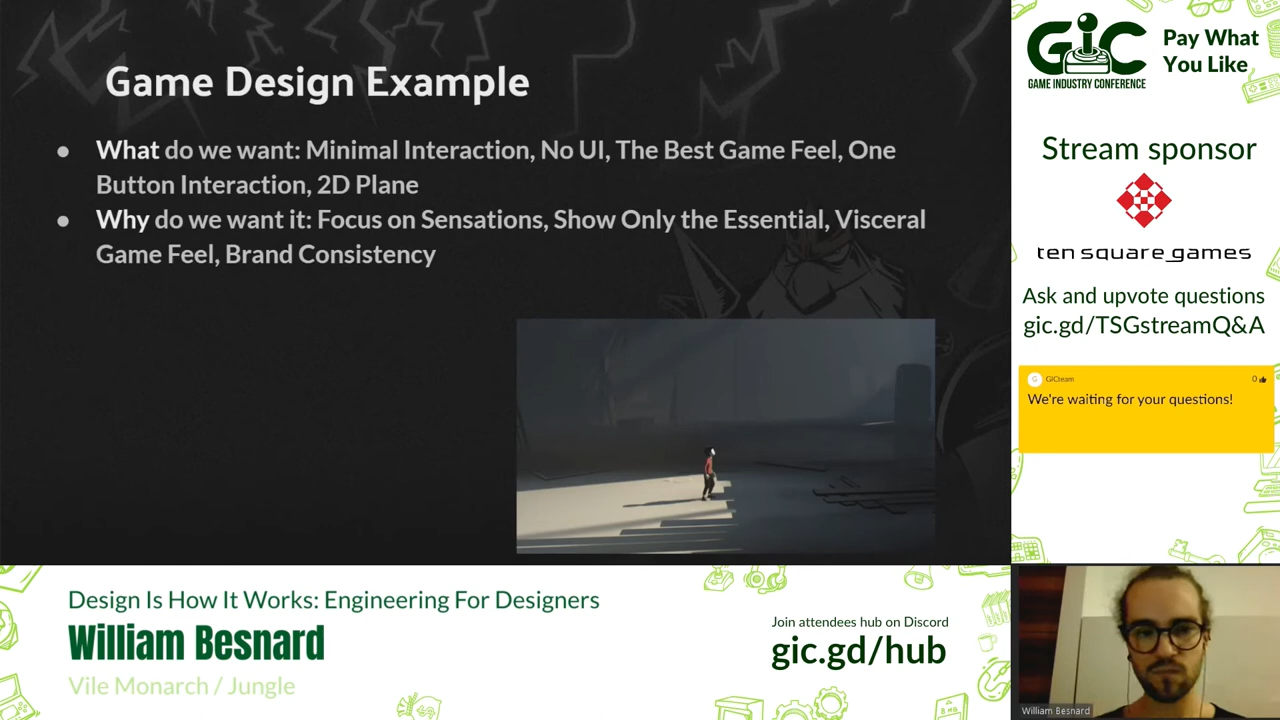 Game Design Example
● What do we want: Minimal Interaction, No UI, The Best Game Feel, One
Button Interaction, 2D Plane
● Why do we want it: Focus on Sensations, Show Only the Essential, Visceral
Game Feel, Brand Consistency
GIC
GAME INDUSTRY CONFERENCE
Pay What
You Like
Stream sponsor
ten square games
Ask and upvote questions
gic.gd/TSGstreamQ&A
G GICteam 0
We're waiting for your questions!
Design Is How It Works: Engineering For Designers
William Besnard
Vile Monarch / Jungle
Join attendees hub on Discord
gic.gd/hub
William Besnard